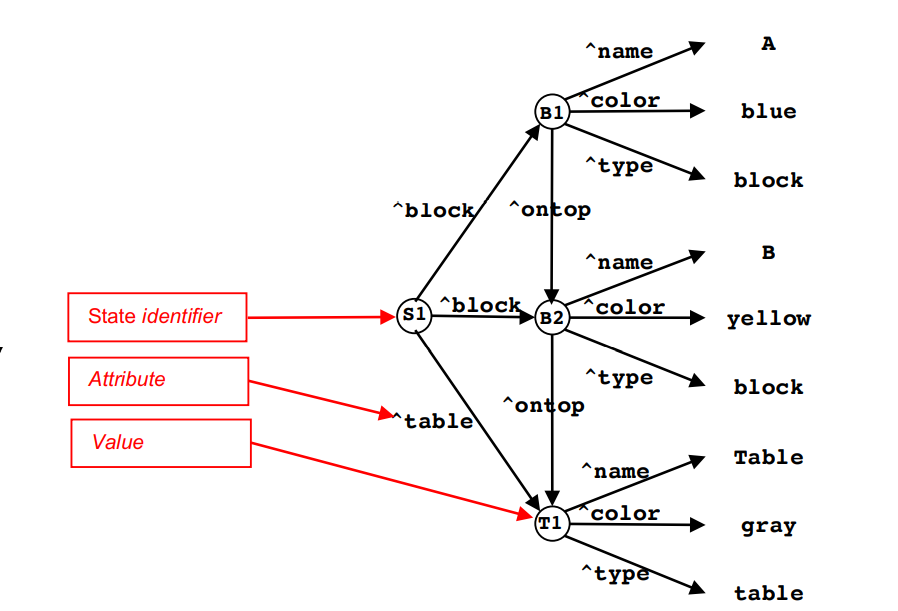 ^name
A
^color
B1
blue
^type
block
^block
^ontop
^name
B
State identifier
S1
^block
B2
^color
yellow
^type
block
Attribute
^ontop
^table
Value
^name
Table
^color
T1
gray
^type
table